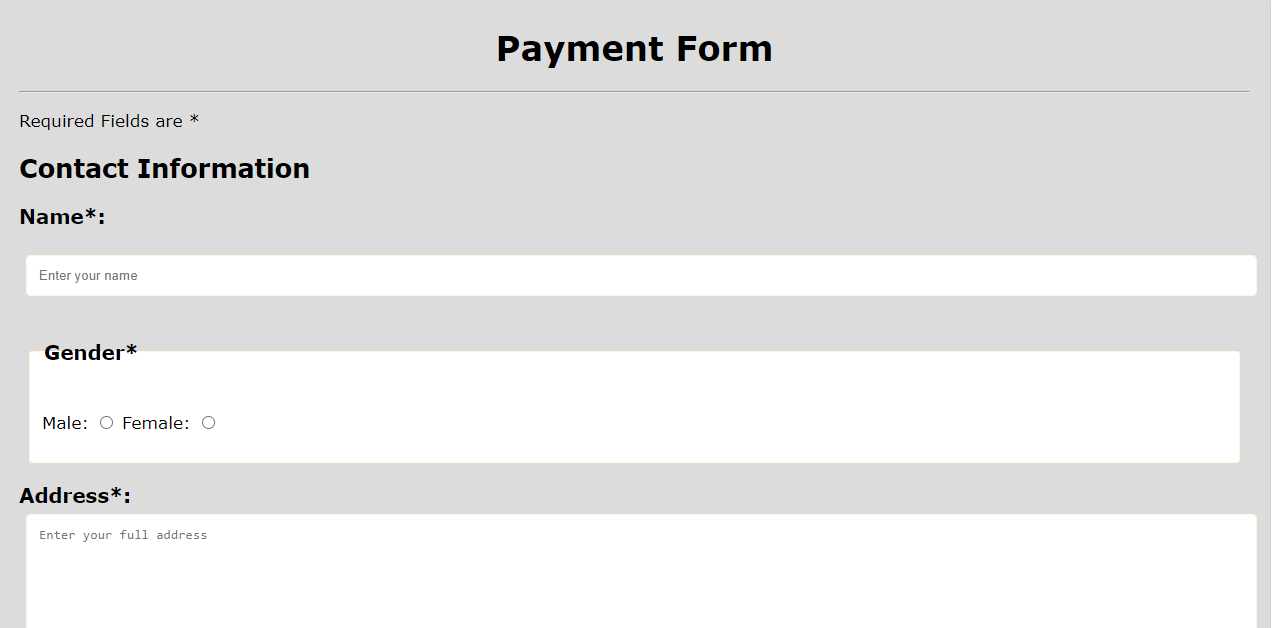 Payment Form
Required Fields are *
Contact Information
Name*:
Enter your name
Gender*
Male: Female:
Address*:
Enter your full address